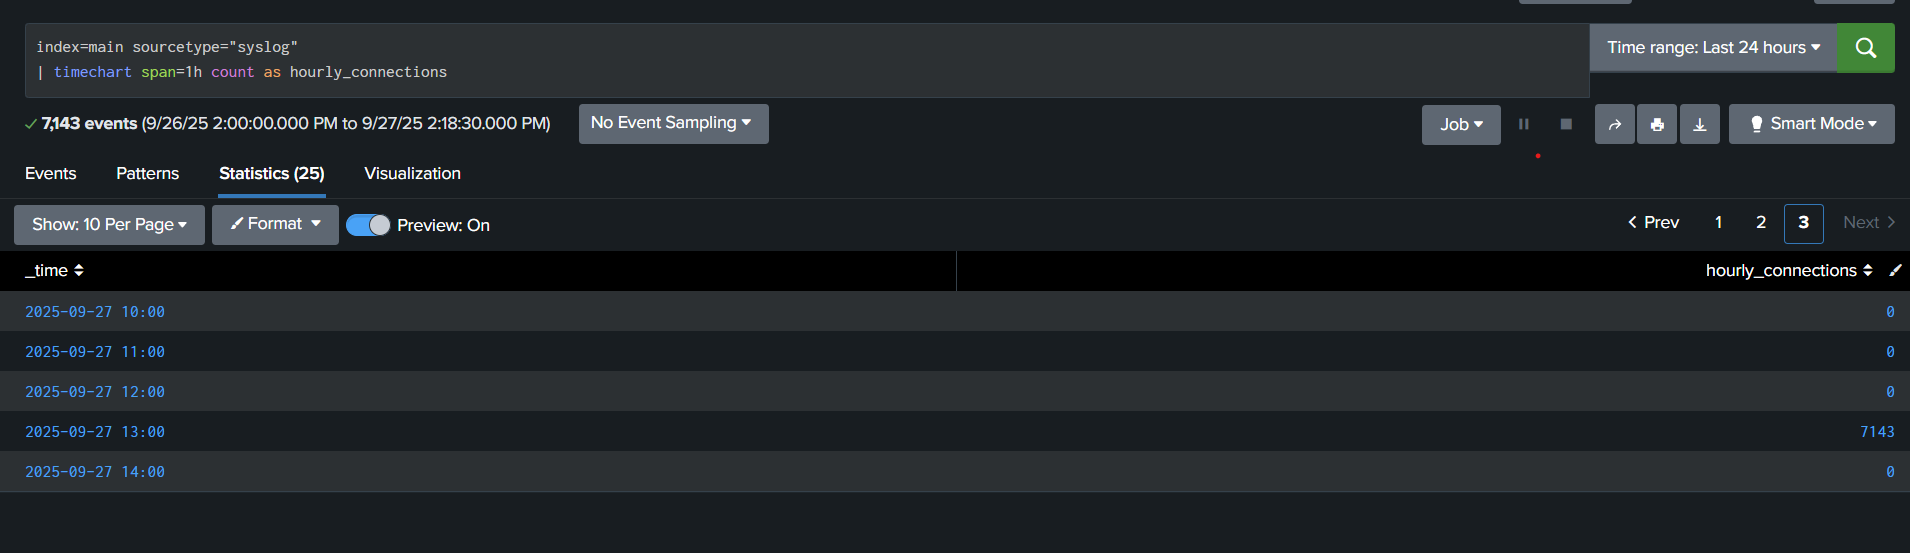 index=main sourcetype="syslog"
| timechart span=1h count as hourly_connections
Time range: Last 24 hours
7,143 events (9/26/25 2:00:00.000 PM to 9/27/25 2:18:30.000 PM)
No Event Sampling
Job
Smart Mode
Events Patterns Statistics (25) Visualization
Show: 10 Per Page Format Preview: On
Prev 1 2 3 Next
_time hourly_connections
2025-09-27 10:00 0
2025-09-27 11:00 0
2025-09-27 12:00 0
2025-09-27 13:00 7143
2025-09-27 14:00 0